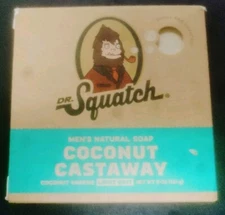 DR.
Squatch®
MEN'S NATURAL SOAP
COCONUT
CASTAWAY